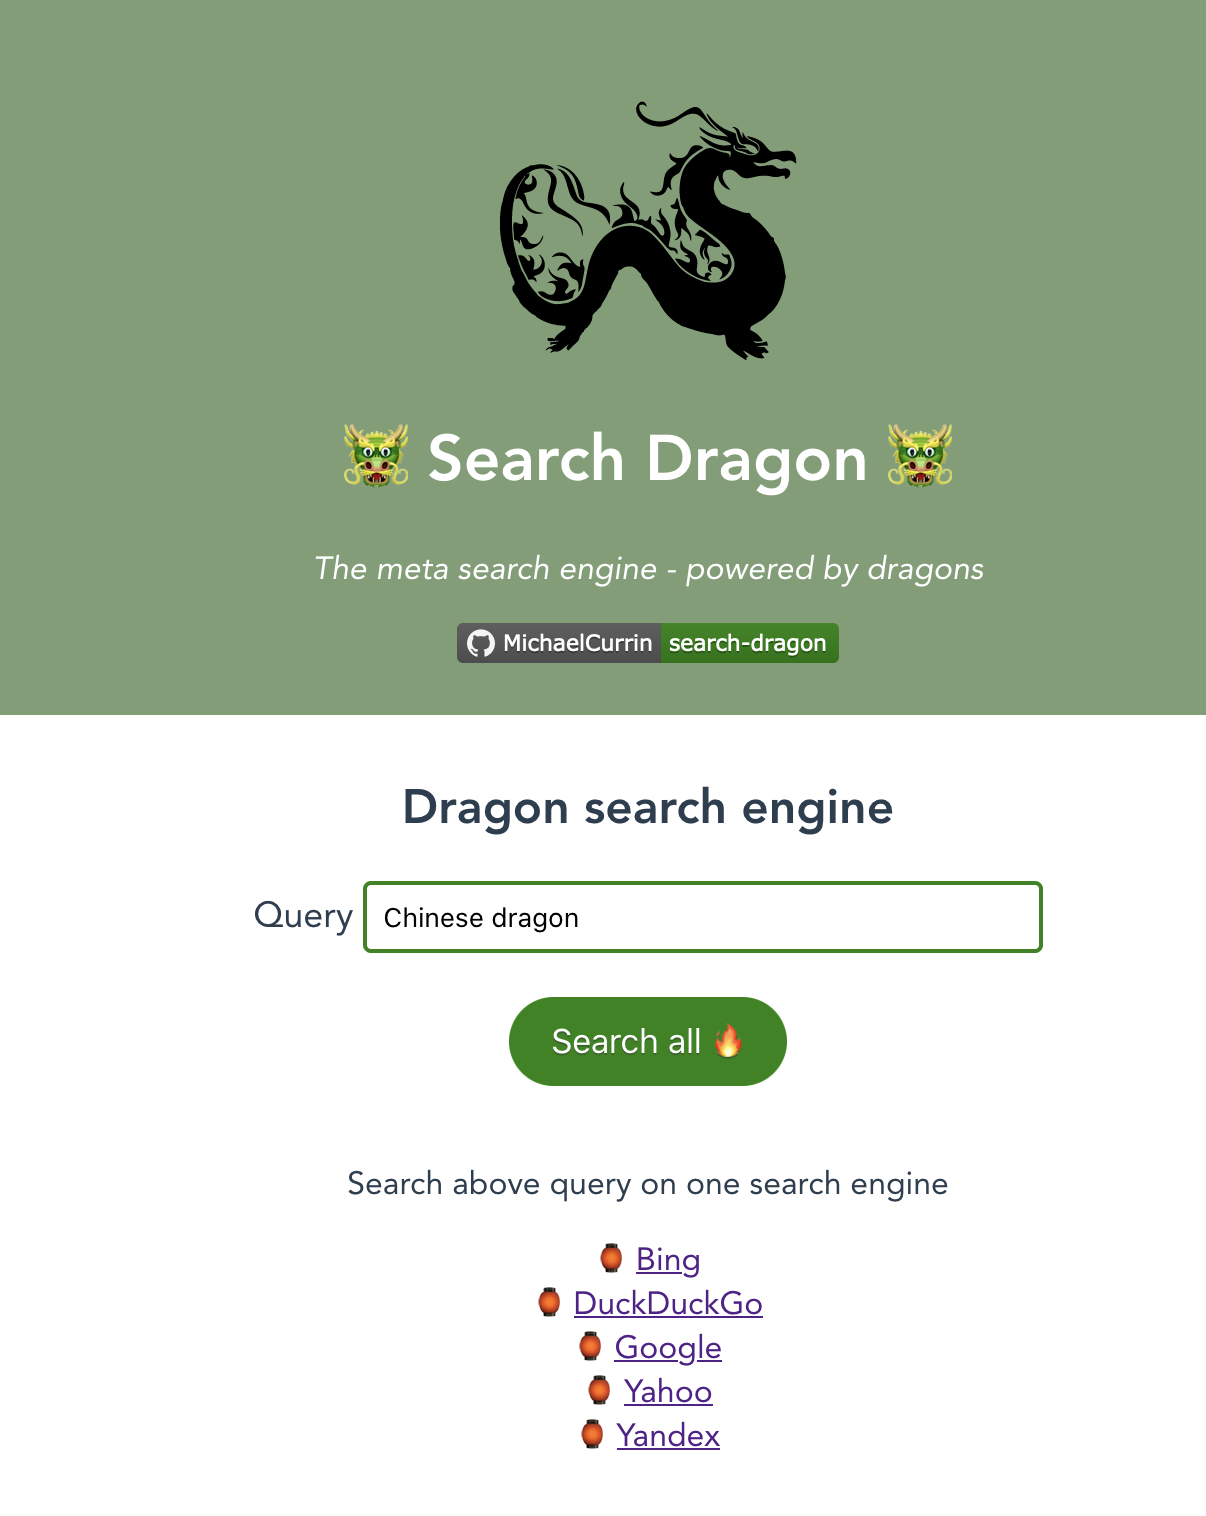 🐲 Search Dragon 🐲
The meta search engine - powered by dragons
MichaelCurrin search-dragon
Dragon search engine
Query Chinese dragon
Search all 🔥
Search above query on one search engine
🏮 Bing
🏮 DuckDuckGo
🏮 Google
🏮 Yahoo
🏮 Yandex